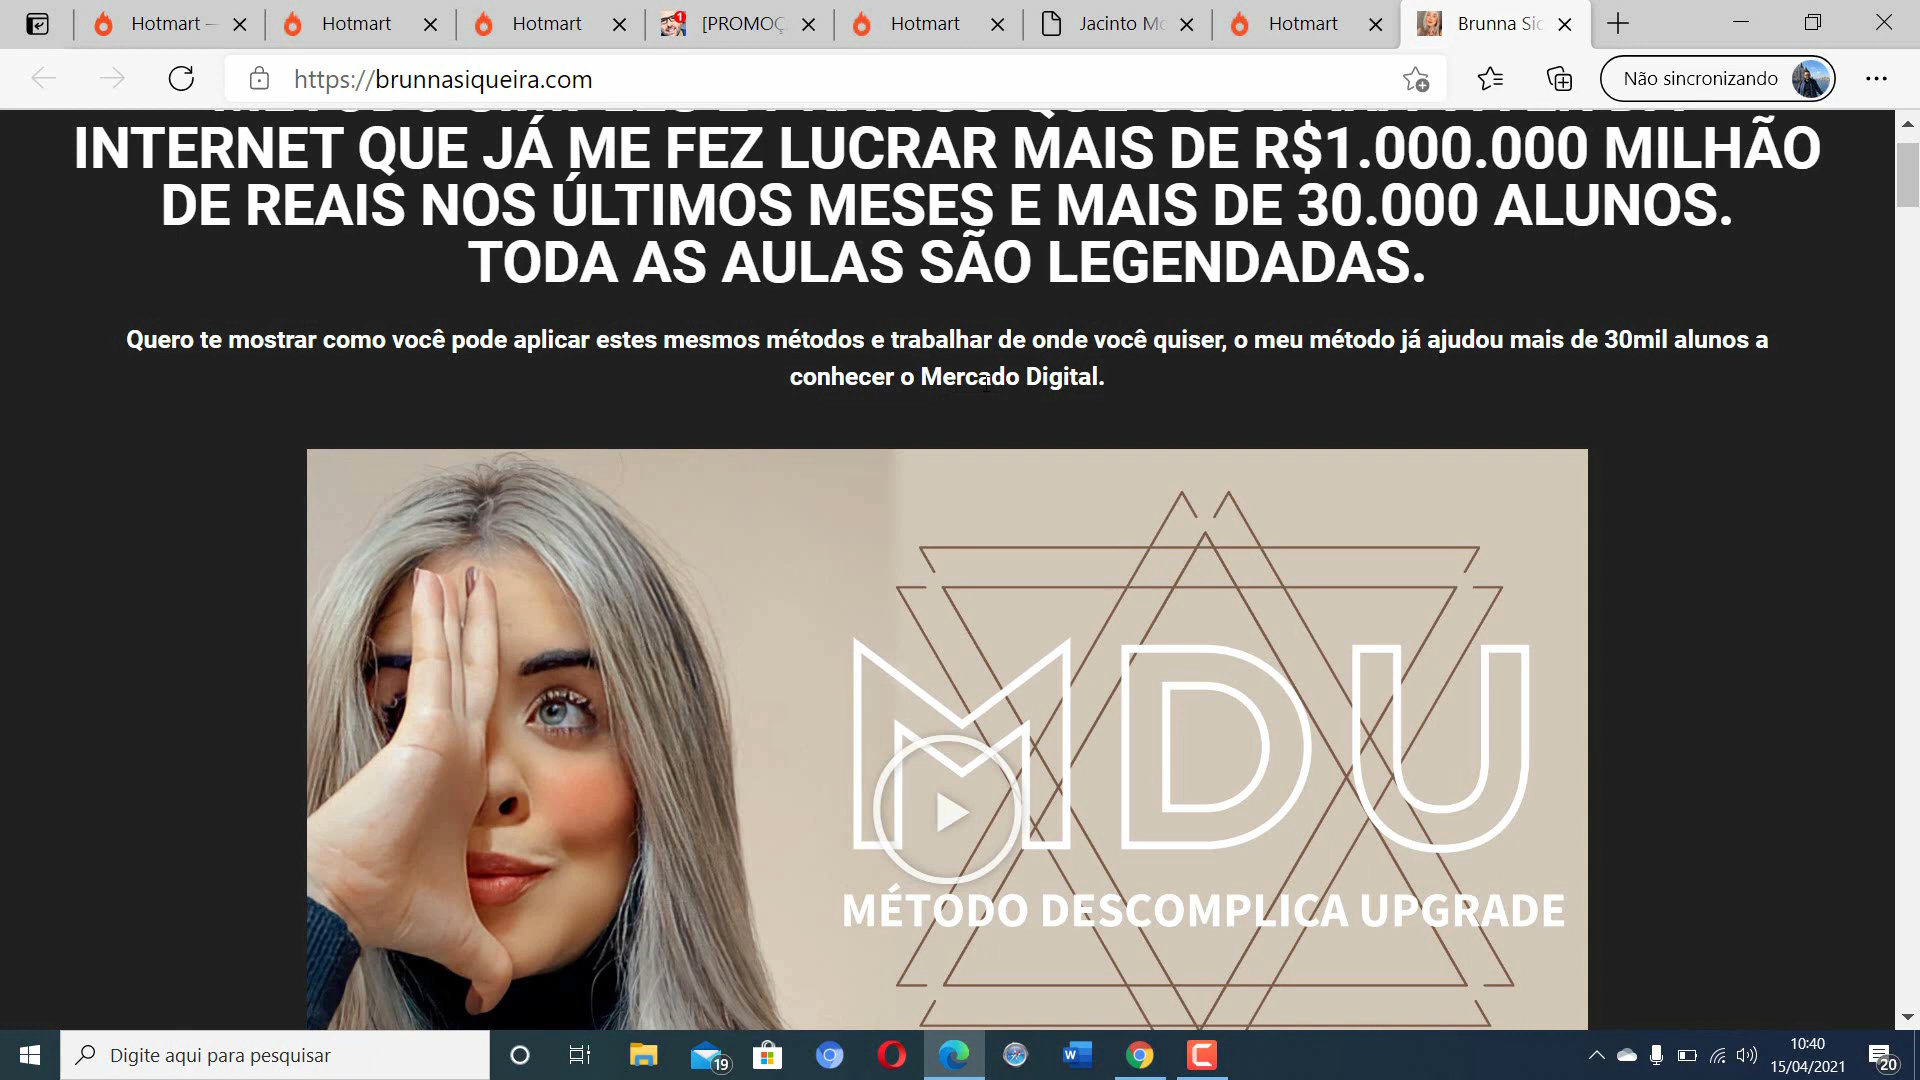 Hotmart
Hotmart
Hotmart
[PROMOÇ
Hotmart
Jacinto Mo
Hotmart
Brunna Sic
https://brunnasiqueira.com
Não sincronizando
INTERNET QUE JÁ ME FEZ LUCRAR MAIS DE R$1.000.000 MILHÃO
DE REAIS NOS ÚLTIMOS MESES E MAIS DE 30.000 ALUNOS.
TODA AS AULAS SÃO LEGENDADAS.
Quero te mostrar como você pode aplicar estes mesmos métodos e trabalhar de onde você quiser, o meu método já ajudou mais de 30mil alunos a
conhecer o Mercado Digital.
MDU
MÉTODO DESCOMPLICA UPGRADE
Digite aqui para pesquisar
19
10:40
15/04/2021
20